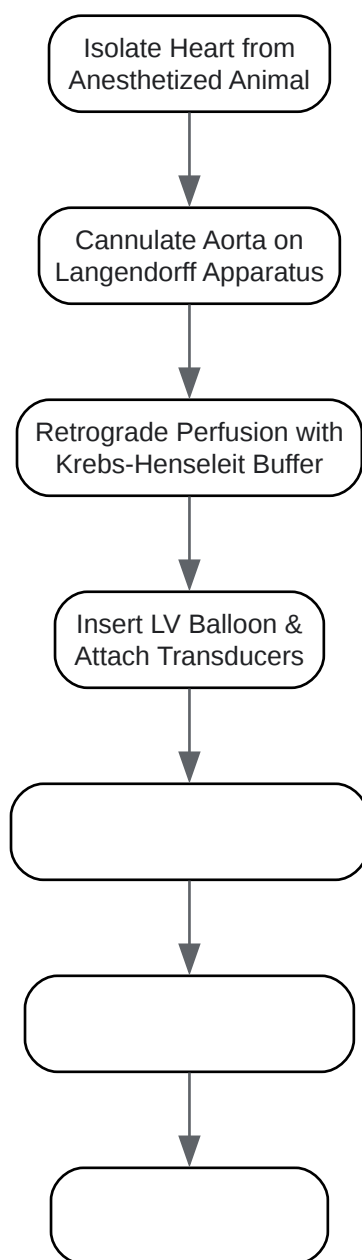 Isolate Heart from
Anesthetized Animal
Cannulate Aorta on
Langendorff Apparatus
Retrograde Perfusion with
Krebs-Henseleit Buffer
Insert LV Balloon &
Attach Transducers